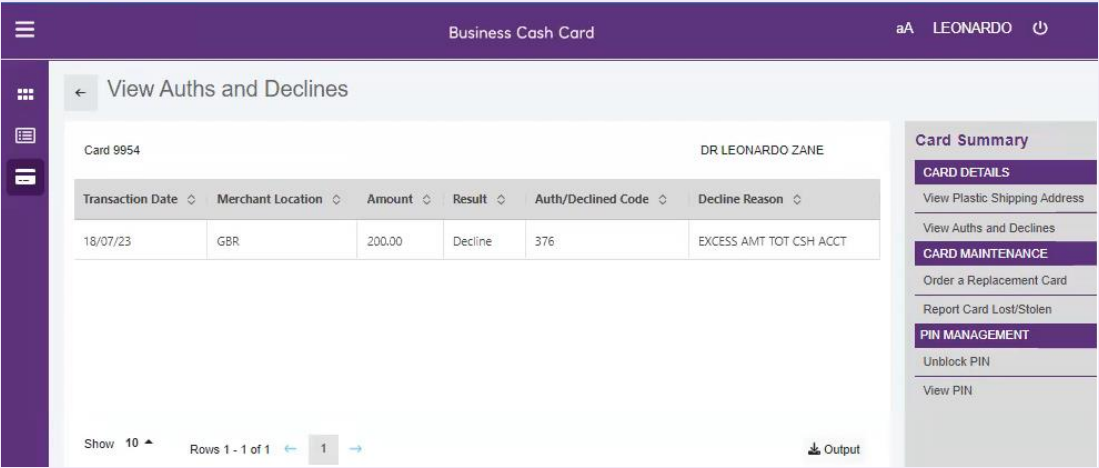 Business Cash Card
aA LEONARDO
View Auths and Declines
Card 9954 DR LEONARDO ZANE
Transaction Date Merchant Location Amount Result Auth/Declined Code Decline Reason
18/07/23 GBR 200.00 Decline 376 EXCESS AMT TOT CSH ACCT
Show 10 Rows 1 - 1 of 1 1 Output
Card Summary
CARD DETAILS
View Plastic Shipping Address
View Auths and Declines
CARD MAINTENANCE
Order a Replacement Card
Report Card Lost/Stolen
PIN MANAGEMENT
Unblock PIN
View PIN